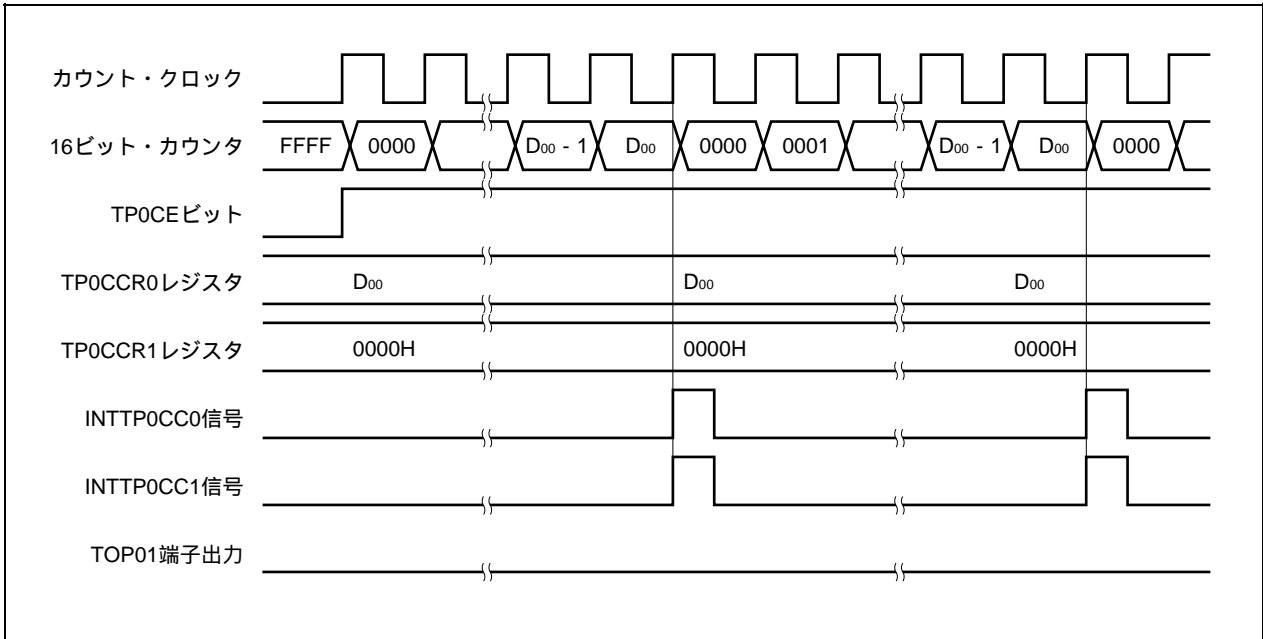 カウント・クロック
16ビット・カウンタ FFFF 0000 D00 - 1 D00 0000 0001 D00 - 1 D00 0000
TP0CEビット
TP0CCR0レジスタ D00 D00 D00
TP0CCR1レジスタ 0000H 0000H 0000H
INTTP0CC0信号
INTTP0CC1信号
TOP01端子出力